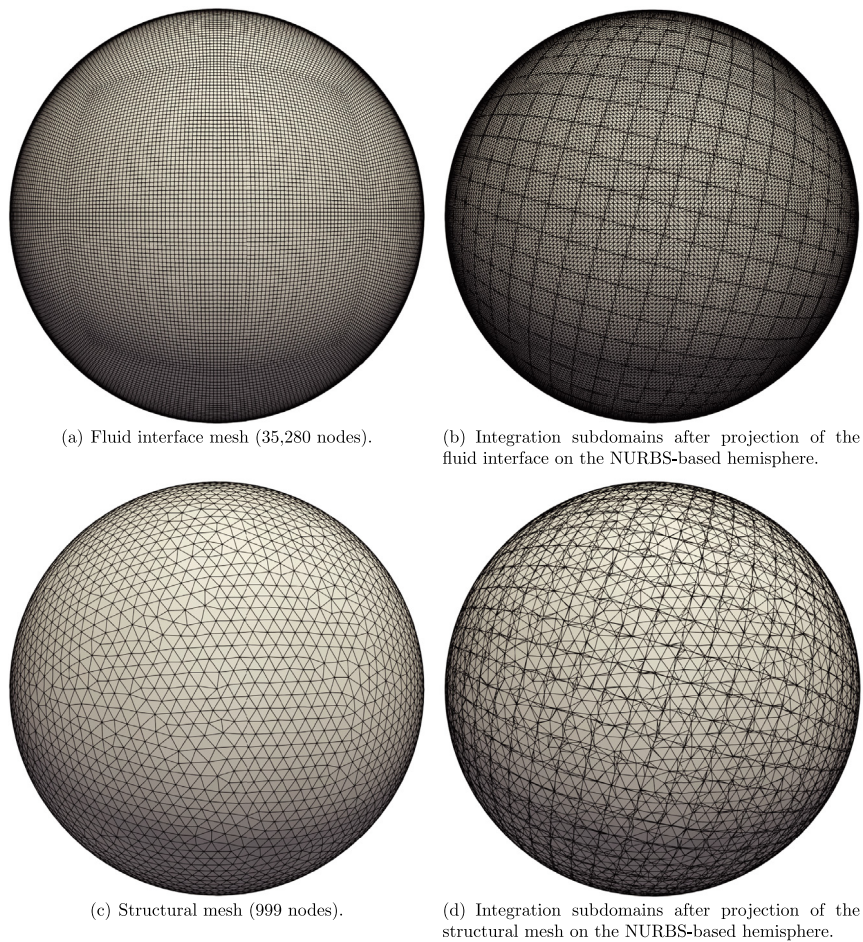 (a) Fluid interface mesh (35,280 nodes).
(b) Integration subdomains after projection of the
fluid interface on the NURBS-based hemisphere.
(c) Structural mesh (999 nodes).
(d) Integration subdomains after projection of the
structural mesh on the NURBS-based hemisphere.